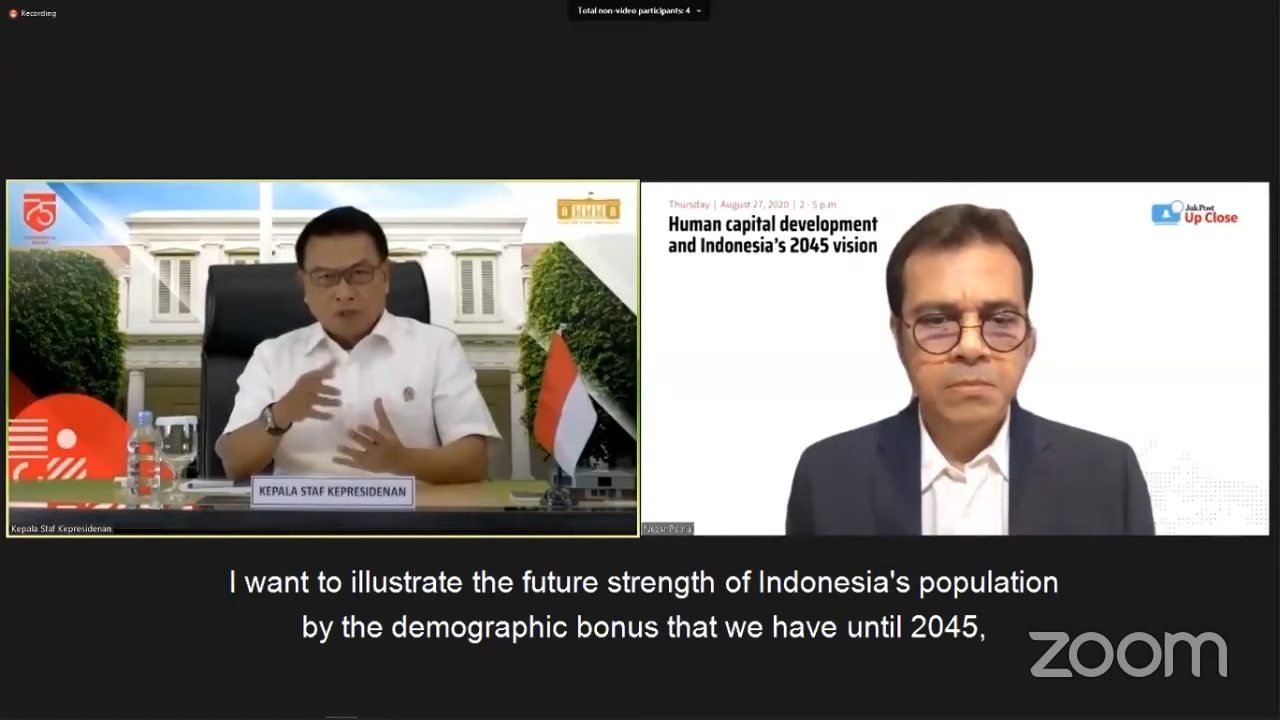 Recording
Total non-video participants: 4
75
Thursday | August 27, 2020 | 2 - 5 p.m.
Human capital development
and Indonesia's 2045 vision
JakPost
Up Close
KEPALA STAF KEPRESIDENAN
Kepala Staf Kepresidenan
I want to illustrate the future strength of Indonesia's population
by the demographic bonus that we have until 2045,
zoom